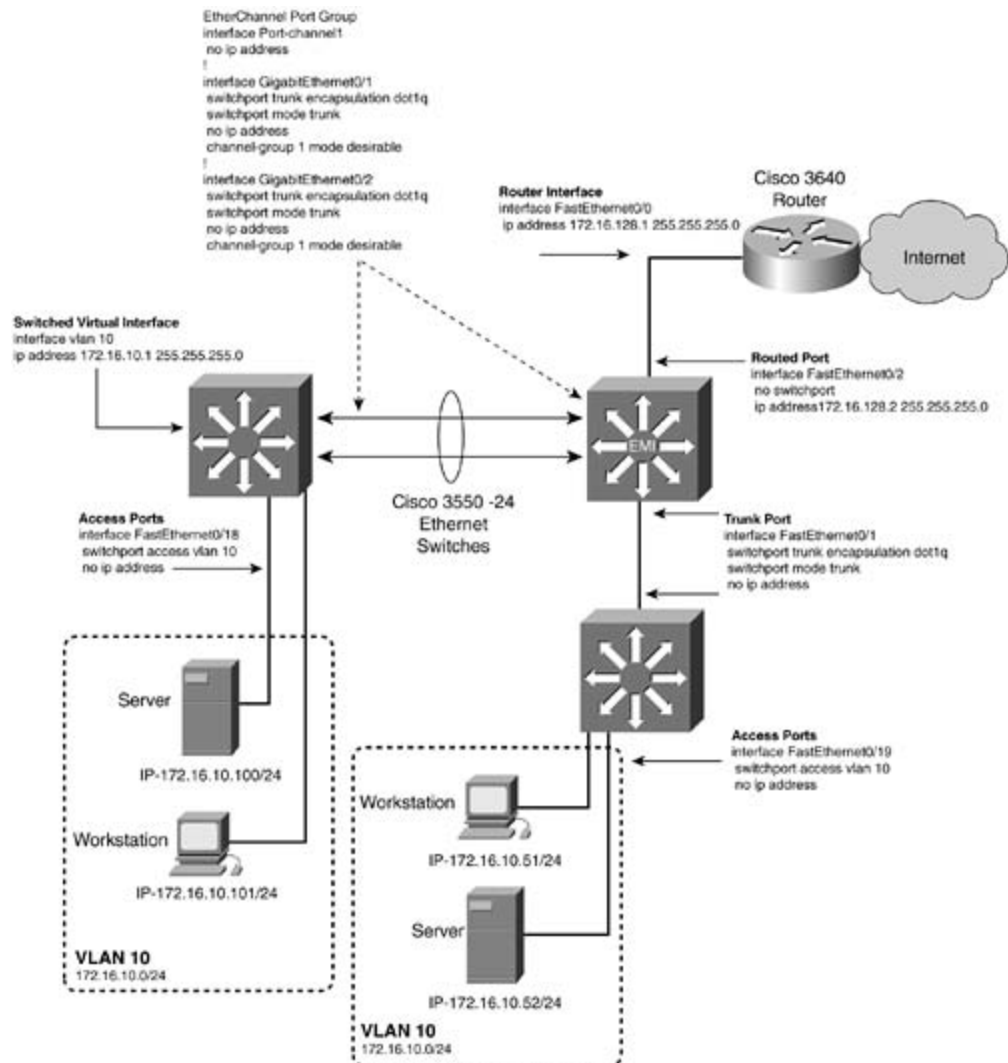 EtherChannel Port Group
interface Port-channel1
no ip address
!
interface GigabitEthernet0/1
switchport trunk encapsulation dot1q
switchport mode trunk
no ip address
channel-group 1 mode desirable
!
interface GigabitEthernet0/2
switchport trunk encapsulation dot1q
switchport mode trunk
no ip address
channel-group 1 mode desirable
Router Interface
interface FastEthernet0/0
ip address 172.16.128.1 255.255.255.0
Cisco 3640
Router
Internet
Switched Virtual Interface
interface vlan 10
ip address 172.16.10.1 255.255.255.0
Routed Port
interface FastEthernet0/2
no switchport
ip address172.16.128.2 255.255.255.0
EMI
Cisco 3550 -24
Ethernet
Switches
Access Ports
interface FastEthernet0/18
switchport access vlan 10
no ip address
Trunk Port
interface FastEthernet0/1
switchport trunk encapsulation dot1q
switchport mode trunk
no ip address
Server
IP-172.16.10.100/24
Workstation
IP-172.16.10.101/24
VLAN 10
172.16.10.0/24
Access Ports
interface FastEthernet0/19
switchport access vlan 10
no ip address
Workstation
IP-172.16.10.51/24
Server
IP-172.16.10.52/24
VLAN 10
172.16.10.0/24